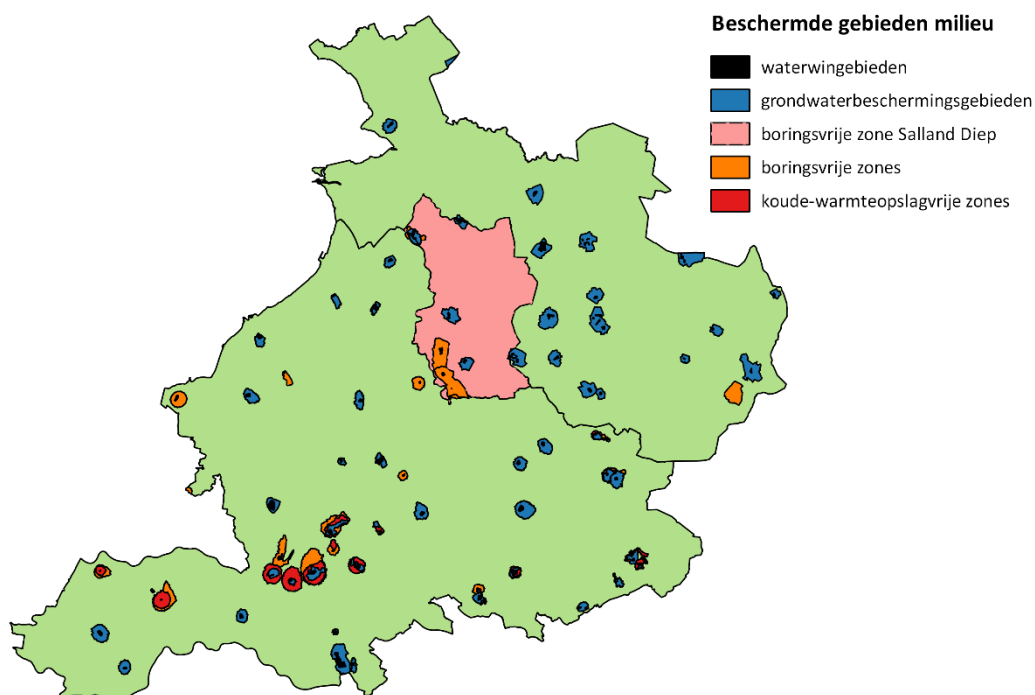 Beschermde gebieden milieu
waterwingebieden
grondwaterbeschermingsgebieden
boringsvrije zone Salland Diep
boringsvrije zones
koude-warmteopslagvrije zones